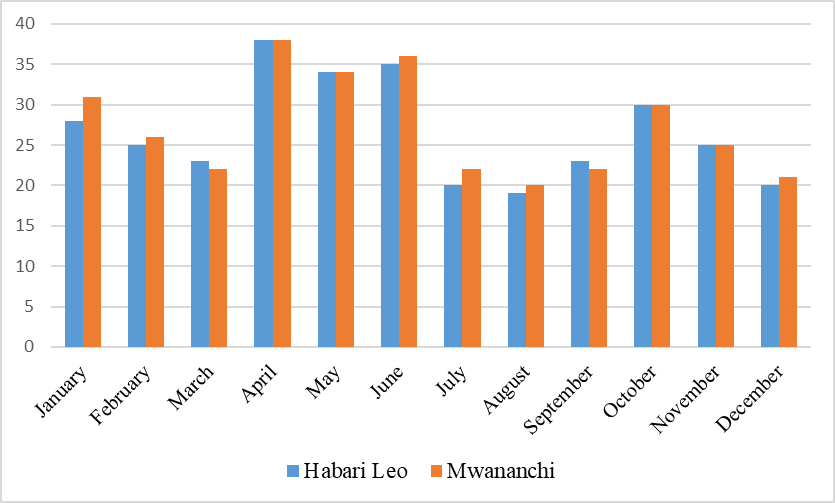 40
35
30
25
20
15
10
5
0
January
February
March
April
May
June
July
August
September
October
November
December
Habari Leo
Mwananchi